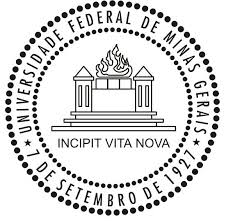 UNIVERSIDADE FEDERAL DE MINAS GERAIS
INCIPIT VITA NOVA
* 7 DE SETEMBRO DE 1927 *